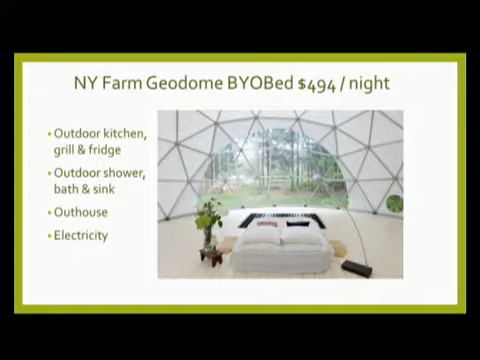 NY Farm Geodome BYOBed $494 / night
• Outdoor kitchen,
grill & fridge
• Outdoor shower,
bath & sink
• Outhouse
• Electricity